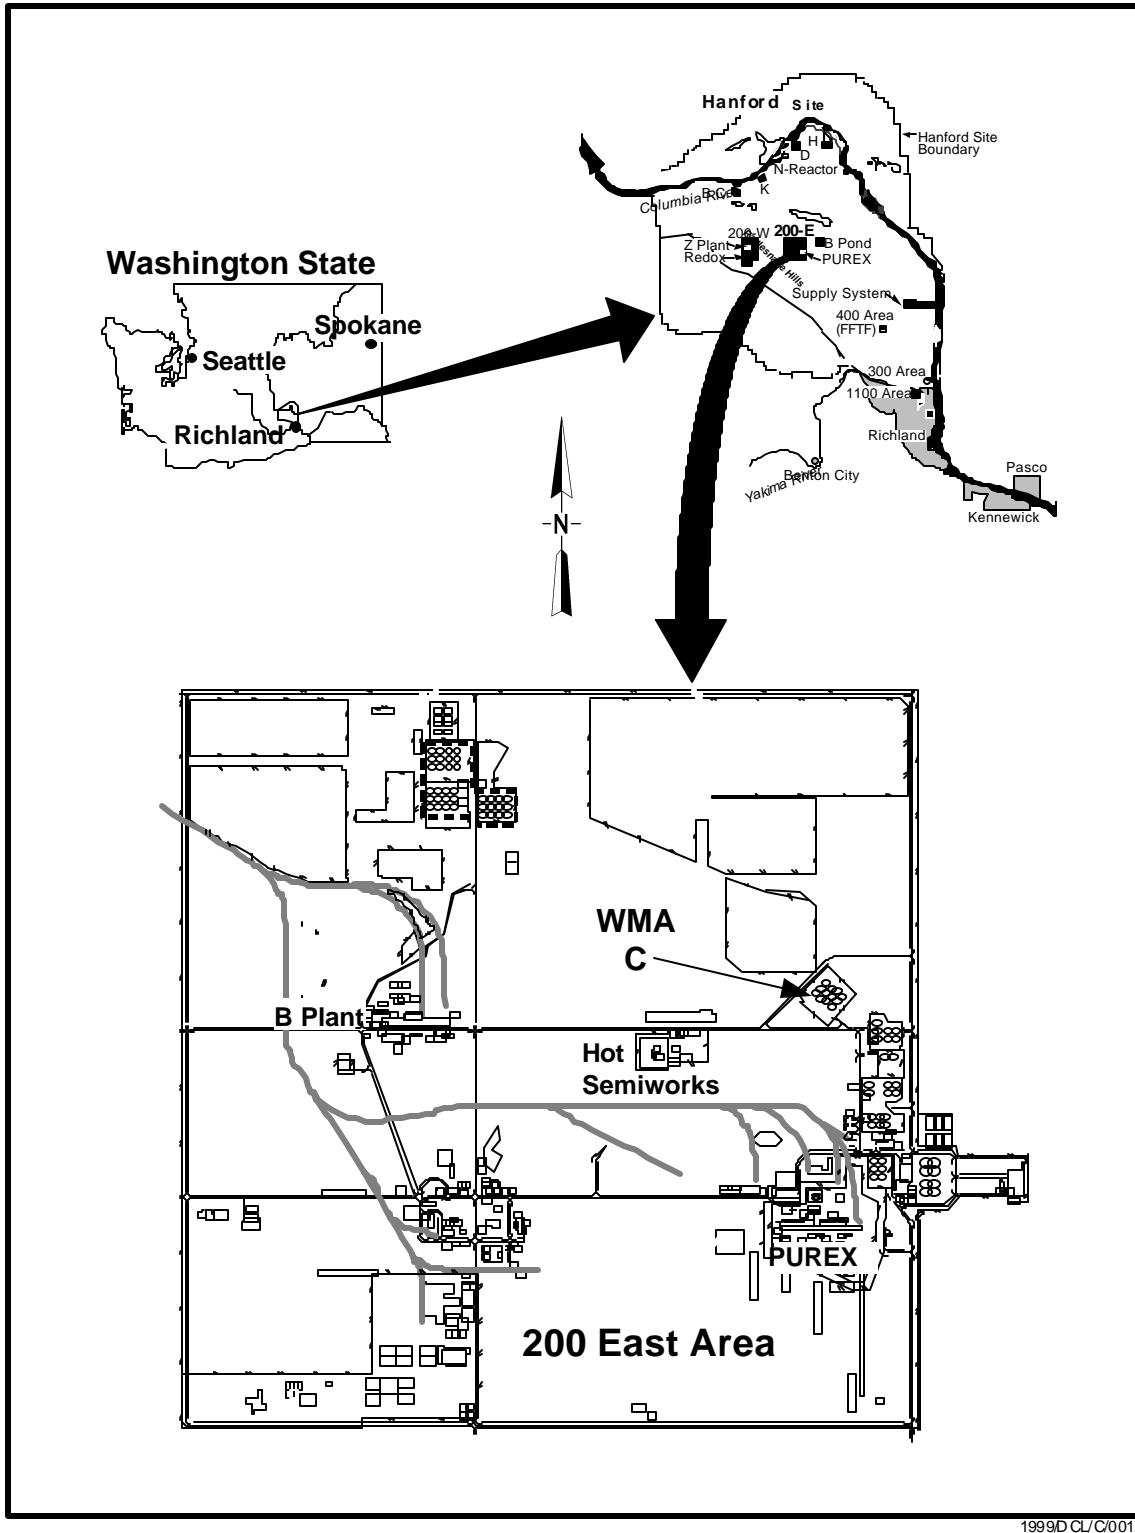 Hanford Site
Hanford Site
Boundary
H
D
N-Reactor
K
B,C
Columbia River
200-W
200-E
B Pond
Z Plant
Redox
PUREX
Rattlesnake Hills
Supply System
400 Area
(FFTF)
300 Area
1100 Area
Richland
Benton City
Yakima River
Pasco
Kennewick
Washington State
Spokane
Seattle
Richland
N
WMA
C
B Plant
Hot
Semiworks
PUREX
200 East Area
1999/DCL/C/001